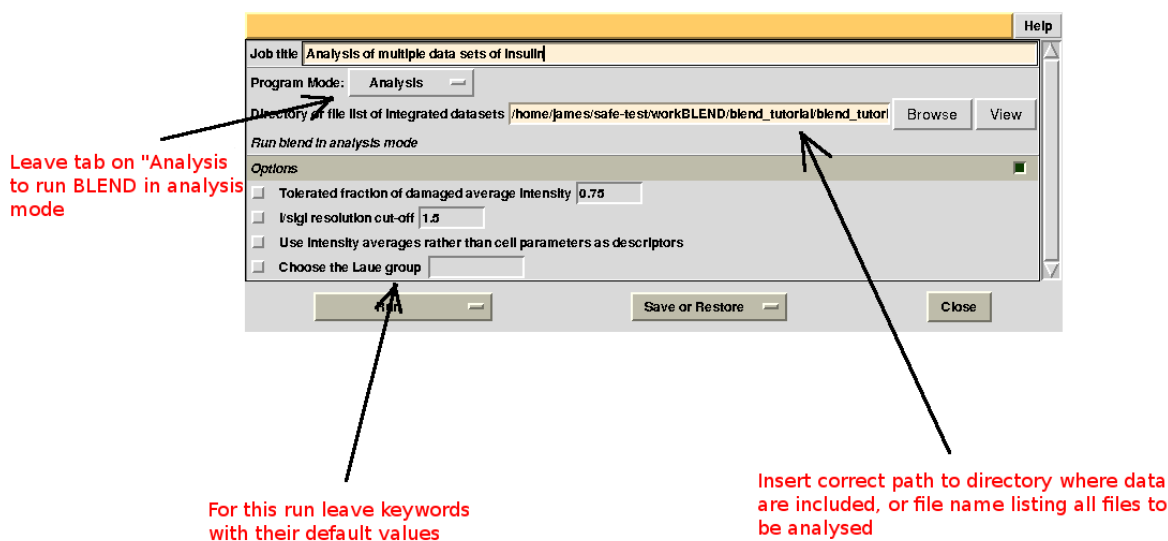 Help
Job title Analysis of multiple data sets of insulin
Program Mode: Analysis
Directory or file list of integrated datasets /home/james/safe-test/workBLEND/blend_tutorial/blend_tutori Browse View
Run blend in analysis mode
Options
Tolerated fraction of damaged average intensity 0.75
I/sigI resolution cut-off 1.5
Use intensity averages rather than cell parameters as descriptors
Choose the Laue group
Run Save or Restore Close
Leave tab on "Analysis
to run BLEND in analysis
mode
For this run leave keywords
with their default values
Insert correct path to directory where data
are included, or file name listing all files to
be analysed